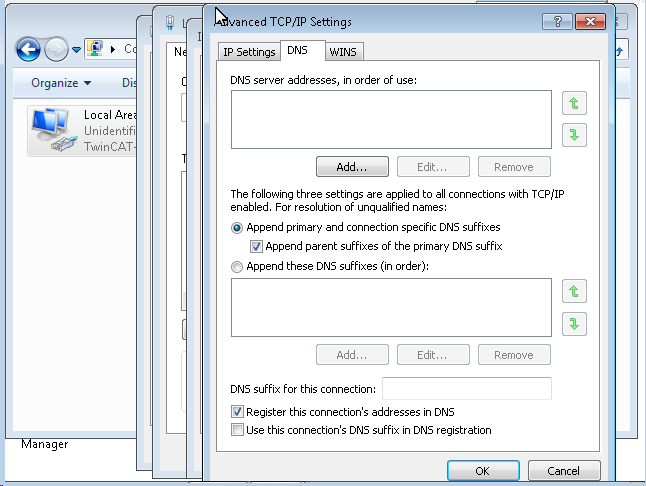 Advanced TCP/IP Settings
IP Settings DNS WINS
DNS server addresses, in order of use:
Add... Edit... Remove
The following three settings are applied to all connections with TCP/IP
enabled. For resolution of unqualified names:
Append primary and connection specific DNS suffixes
Append parent suffixes of the primary DNS suffix
Append these DNS suffixes (in order):
Add... Edit... Remove
DNS suffix for this connection:
Register this connection's addresses in DNS
Use this connection's DNS suffix in DNS registration
OK Cancel
Organize
Local Area
Manager